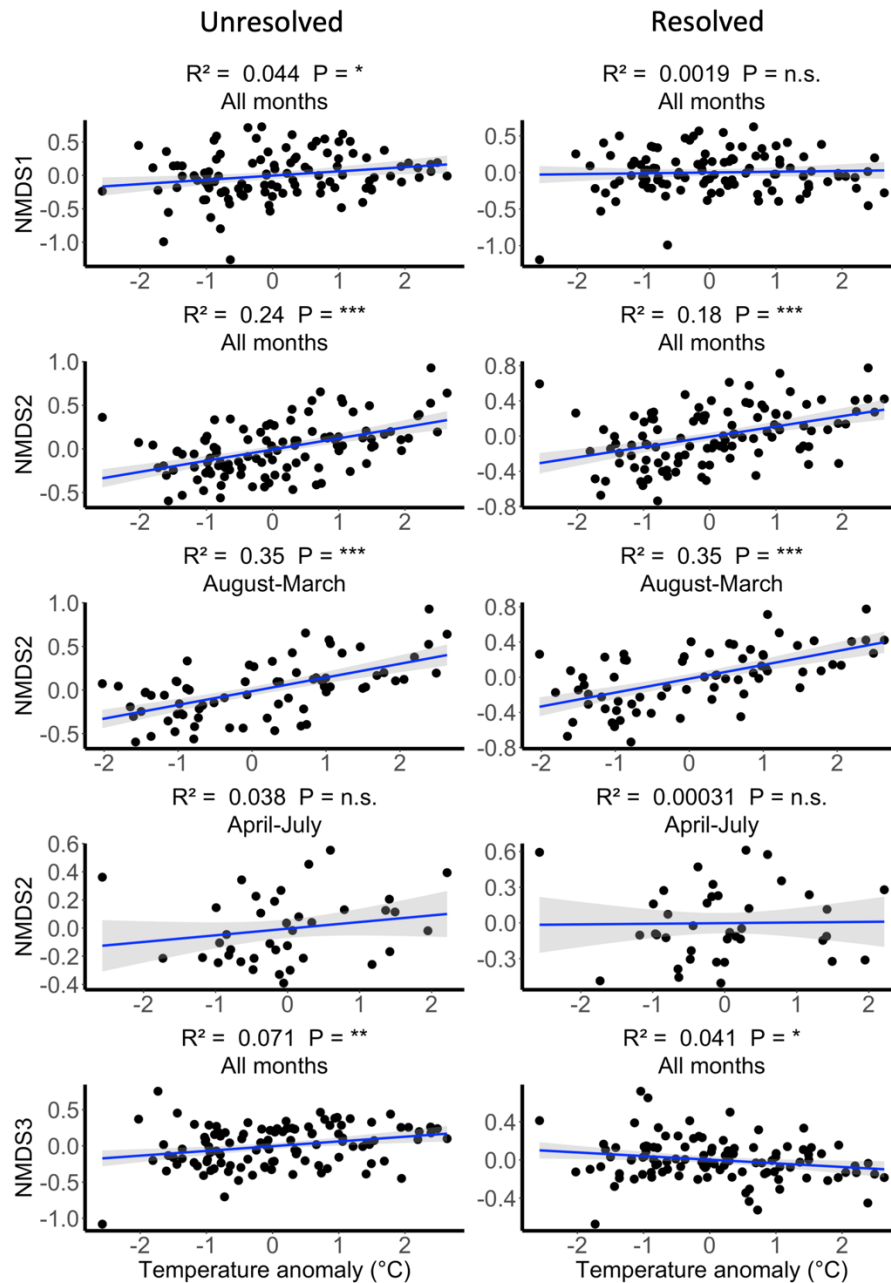 Unresolved
Resolved
R² = 0.044 P = *
All months
R² = 0.0019 P = n.s.
All months
NMDS1
0.5
0.0
-0.5
-1.0
-2 -1 0 1 2
0.5
0.0
-0.5
-1.0
-2 -1 0 1 2
R² = 0.24 P = ***
All months
R² = 0.18 P = ***
All months
NMDS2
1.0
0.5
0.0
-0.5
-2 -1 0 1 2
0.8
0.4
0.0
-0.4
-0.8
-2 -1 0 1 2
R² = 0.35 P = ***
August-March
R² = 0.35 P = ***
August-March
NMDS2
1.0
0.5
0.0
-0.5
-2 -1 0 1 2
0.8
0.4
0.0
-0.4
-0.8
-2 -1 0 1 2
R² = 0.038 P = n.s.
April-July
R² = 0.00031 P = n.s.
April-July
NMDS2
0.6
0.4
0.2
0.0
-0.2
-0.4
-2 -1 0 1 2
0.6
0.3
0.0
-0.3
-2 -1 0 1 2
R² = 0.071 P = **
All months
R² = 0.041 P = *
All months
NMDS3
0.5
0.0
-0.5
-1.0
-2 -1 0 1 2
Temperature anomaly (°C)
0.4
0.0
-0.4
-2 -1 0 1 2
Temperature anomaly (°C)